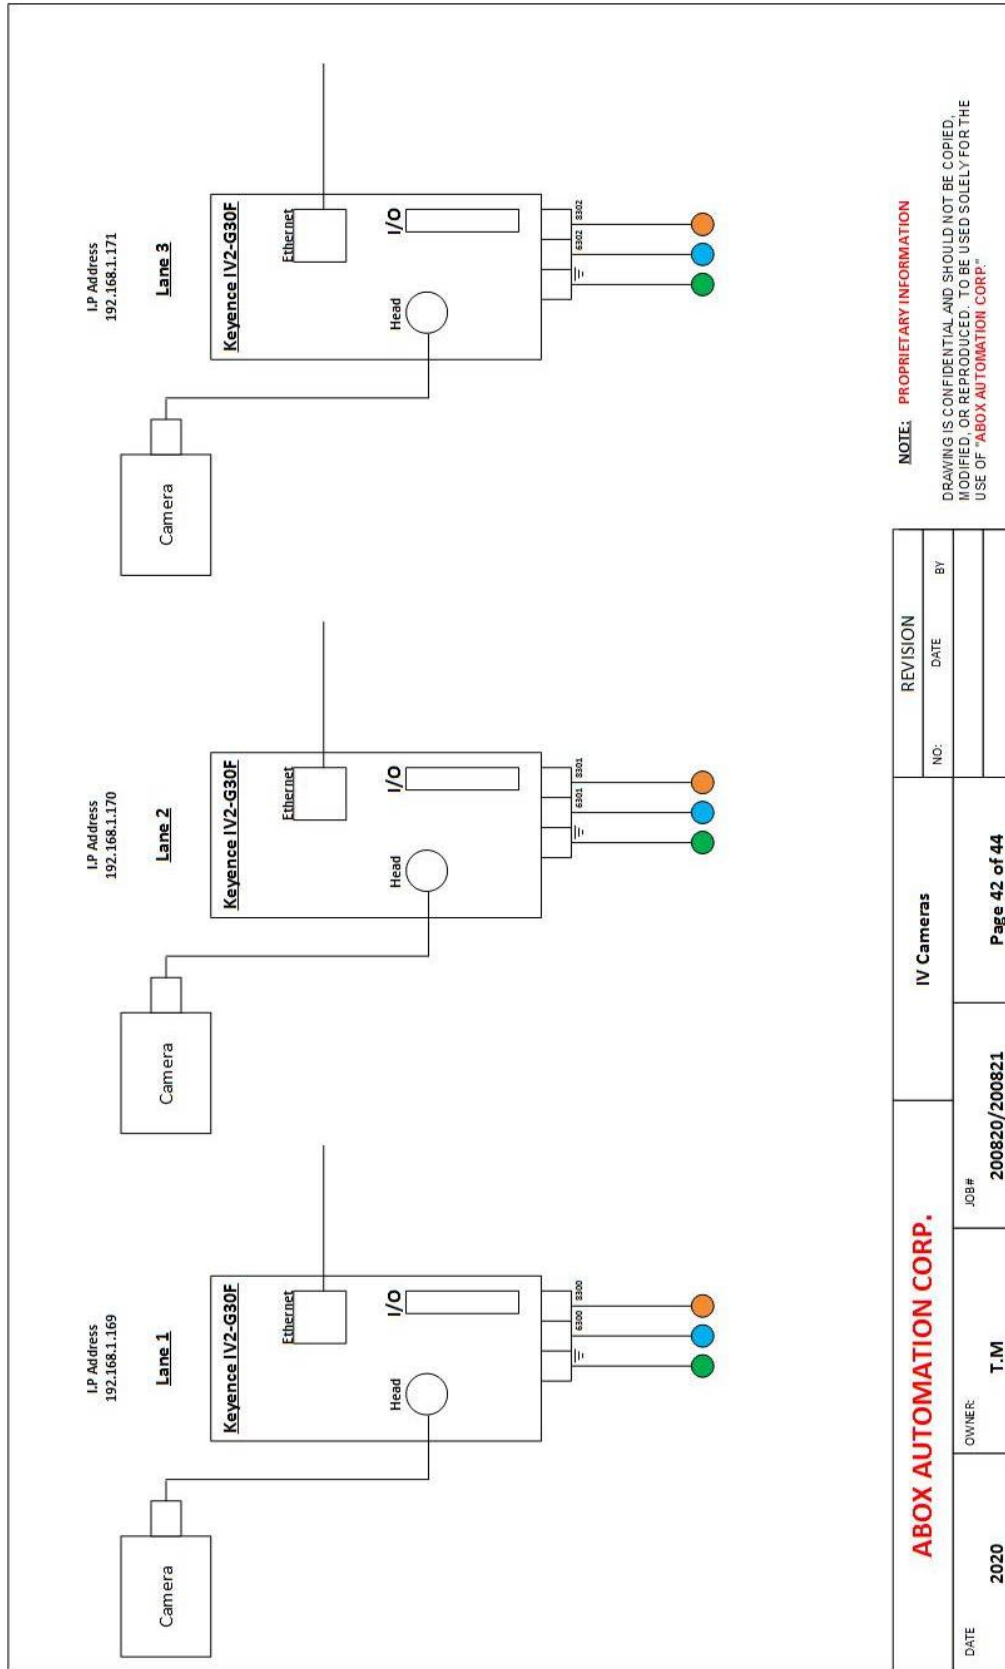 I.P Address
192.168.1.169
Lane 1
Camera
Keyence IV2-G30F
Ethernet
Head
I/O
6300
8300
I.P Address
192.168.1.170
Lane 2
Camera
Keyence IV2-G30F
Ethernet
Head
I/O
6301
8301
I.P Address
192.168.1.171
Lane 3
Camera
Keyence IV2-G30F
Ethernet
Head
I/O
6302
8302
ABOX AUTOMATION CORP.
IV Cameras
REVISION
NO:
DATE
BY
DATE
2020
OWNER:
T.M
JOB#
200820/200821
Page 42 of 44
NOTE: PROPRIETARY INFORMATION
DRAWING IS CONFIDENTIAL AND SHOULD NOT BE COPIED,
MODIFIED, OR REPRODUCED. TO BE USED SOLELY FOR THE
USE OF "ABOX AUTOMATION CORP."